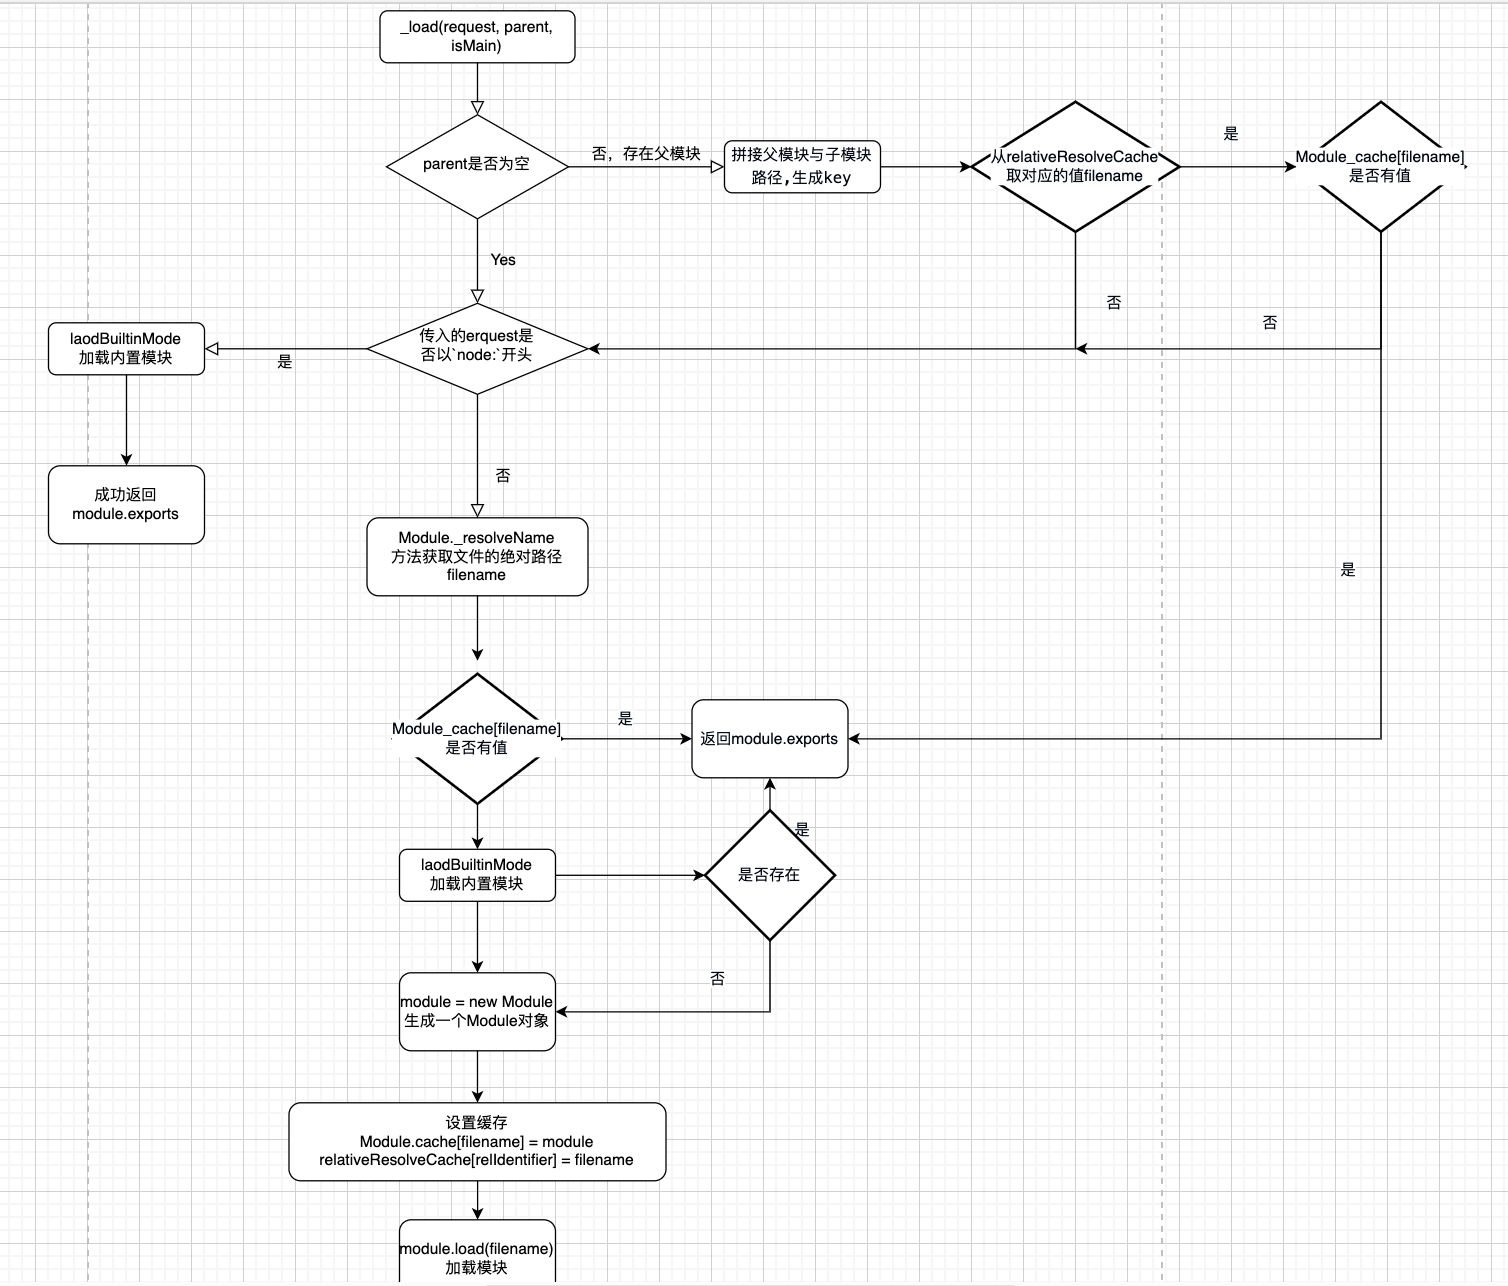 _load(request, parent,
isMain)
parent是否为空
否，存在父模块
拼接父模块与子模块
路径,生成key
从relativeResolveCache
取对应的值filename
是
Module_cache[filename]
是否有值
Yes
否
否
laodBuiltinMode
加载内置模块
是
传入的erquest是
否以`node:`开头
成功返回
module.exports
否
Module._resolveName
方法获取文件的绝对路径
filename
是
Module_cache[filename]
是否有值
是
返回module.exports
是
laodBuiltinMode
加载内置模块
是否存在
否
module = new Module
生成一个Module对象
设置缓存
Module.cache[filename] = module
relativeResolveCache[relIdentifier] = filename
module.load(filename)
加载模块